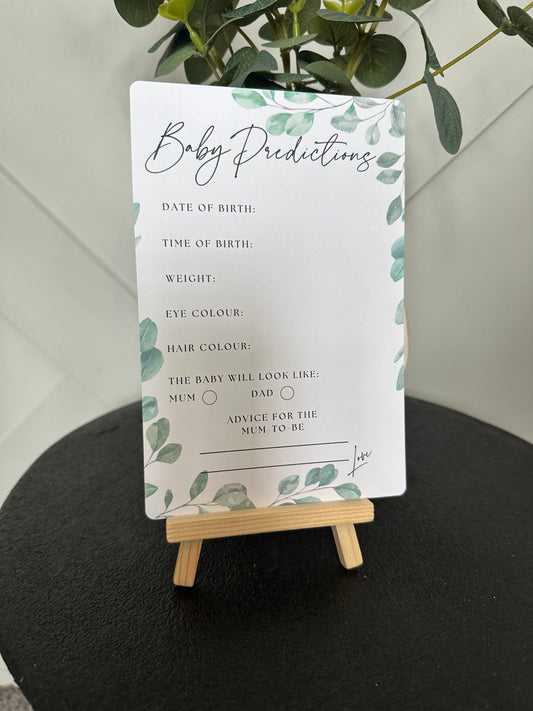 Baby Predictions
DATE OF BIRTH:
TIME OF BIRTH:
WEIGHT:
EYE COLOUR:
HAIR COLOUR:
THE BABY WILL LOOK LIKE:
MUM DAD
ADVICE FOR THE
MUM-TO-BE
Love